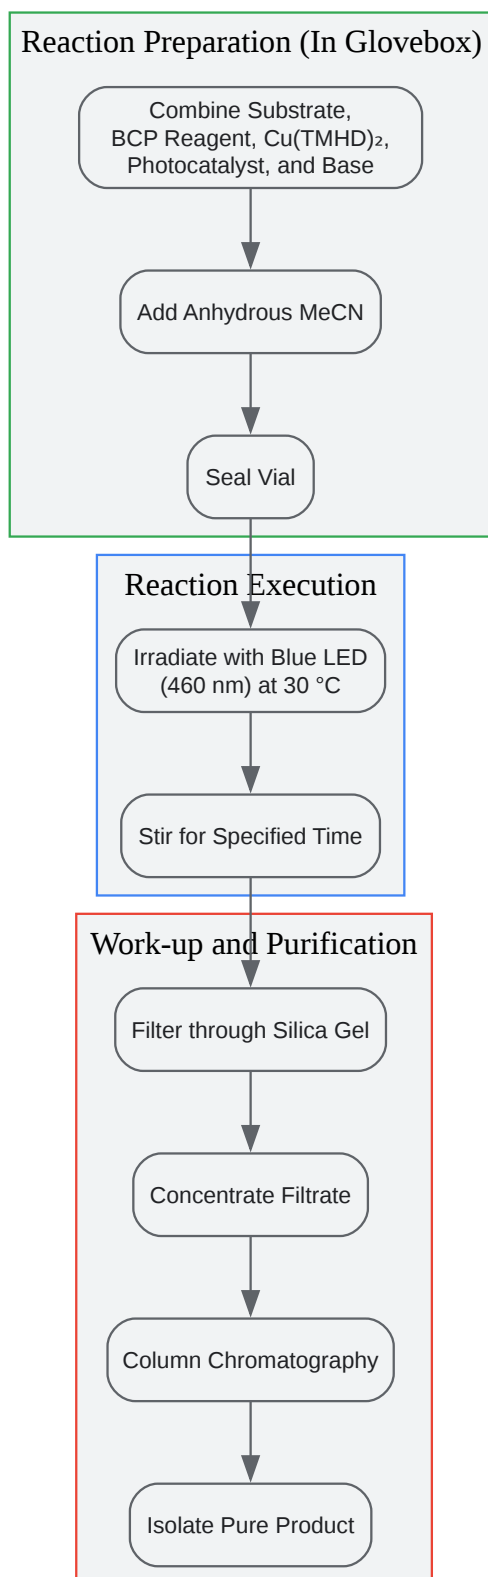 Reaction Preparation (In Glovebox)
Combine Substrate,
BCP Reagent, Cu(TMHD)₂,
Photocatalyst, and Base
Add Anhydrous MeCN
Seal Vial
Reaction Execution
Irradiate with Blue LED
(460 nm) at 30 °C
Stir for Specified Time
Work-up and Purification
Filter through Silica Gel
Concentrate Filtrate
Column Chromatography
Isolate Pure Product